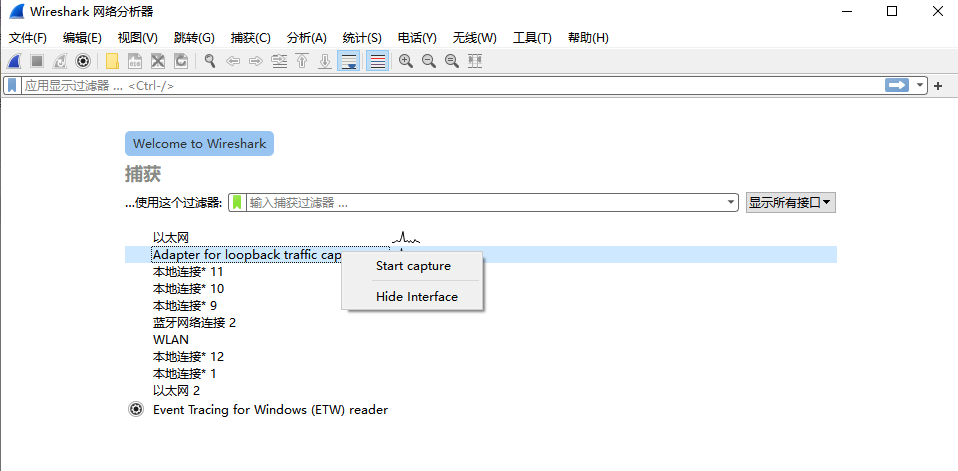 Wireshark 网络分析器
文件(F) 编辑(E) 视图(V) 跳转(G) 捕获(C) 分析(A) 统计(S) 电话(Y) 无线(W) 工具(T) 帮助(H)
应用显示过滤器 … <Ctrl-/>
Welcome to Wireshark
捕获
…使用这个过滤器: 输入捕获过滤器 … 显示所有接口
以太网
Adapter for loopback traffic cap
Start capture
本地连接* 11
本地连接* 10
Hide Interface
本地连接* 9
蓝牙网络连接 2
WLAN
本地连接* 12
本地连接* 1
以太网 2
Event Tracing for Windows (ETW) reader